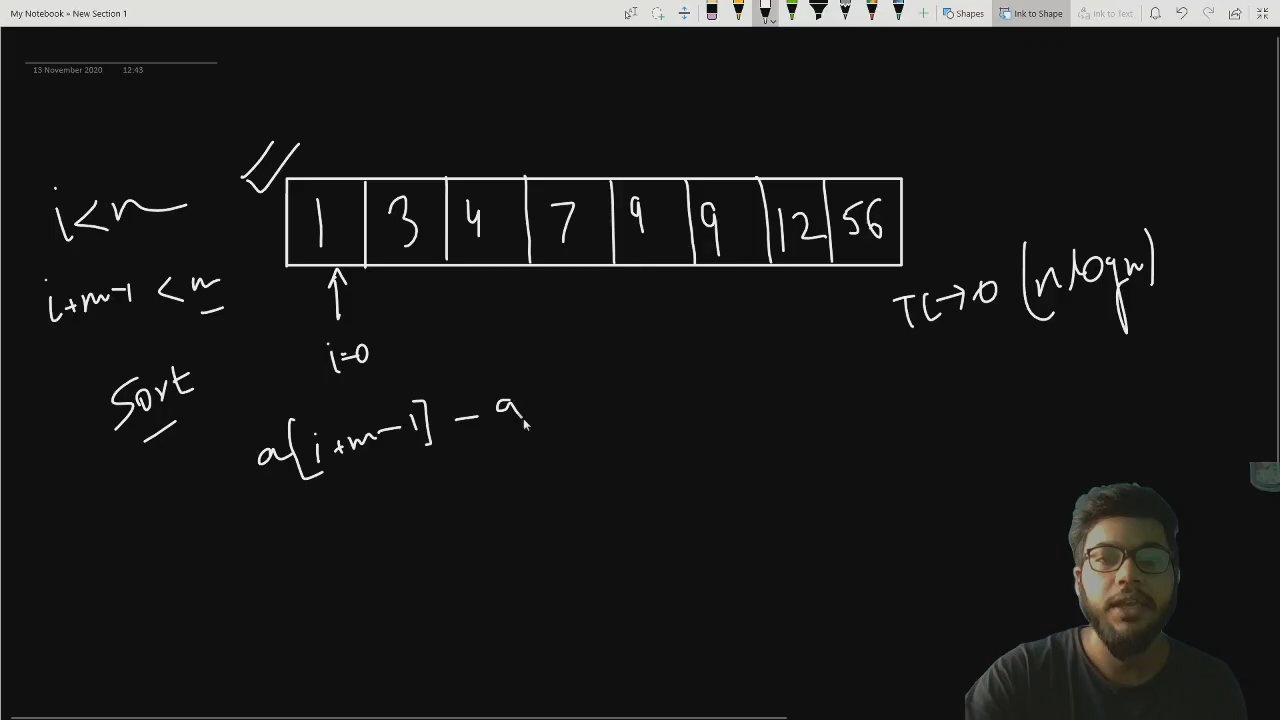 My Notebook » New Section 1
Shapes
Ink to Shape
Ink to Text
13 November 2020 12:43
i<n
1 3 4 7 9 9 12 56
i+m-1 < n
TC → O (n log n)
i=0
Sort
a[i+m-1] - a